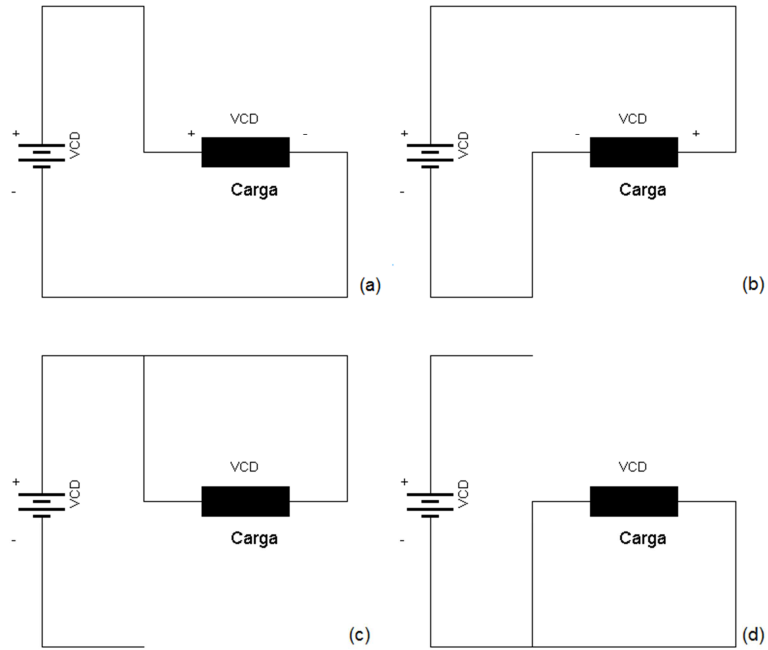 VCD
+
VCD
+
-
-
Carga
(a)
VCD
+
VCD
-
+
-
Carga
(b)
VCD
+
VCD
-
Carga
(c)
VCD
+
VCD
-
Carga
(d)